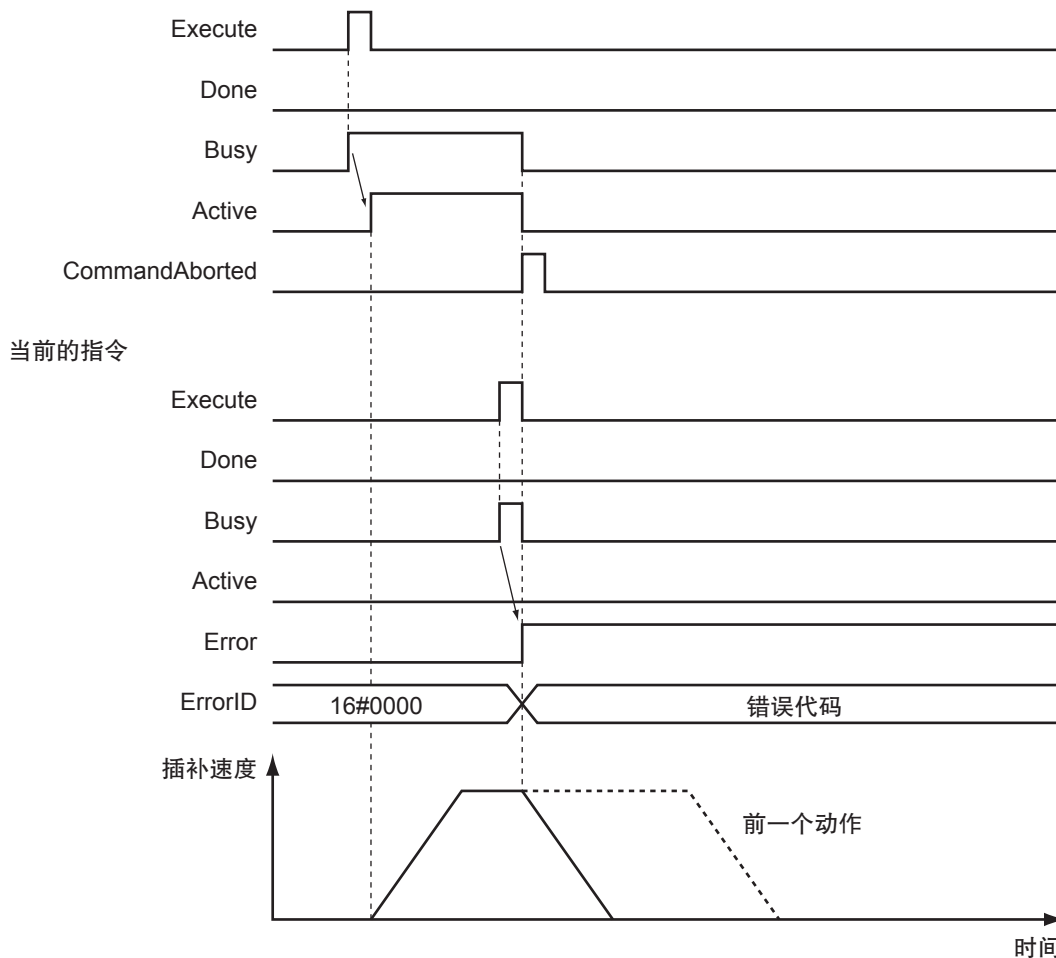 Execute
Done
Busy
Active
CommandAborted
当前的指令
Execute
Done
Busy
Active
Error
ErrorID 16#0000 错误代码
插补速度
前一个动作
时间